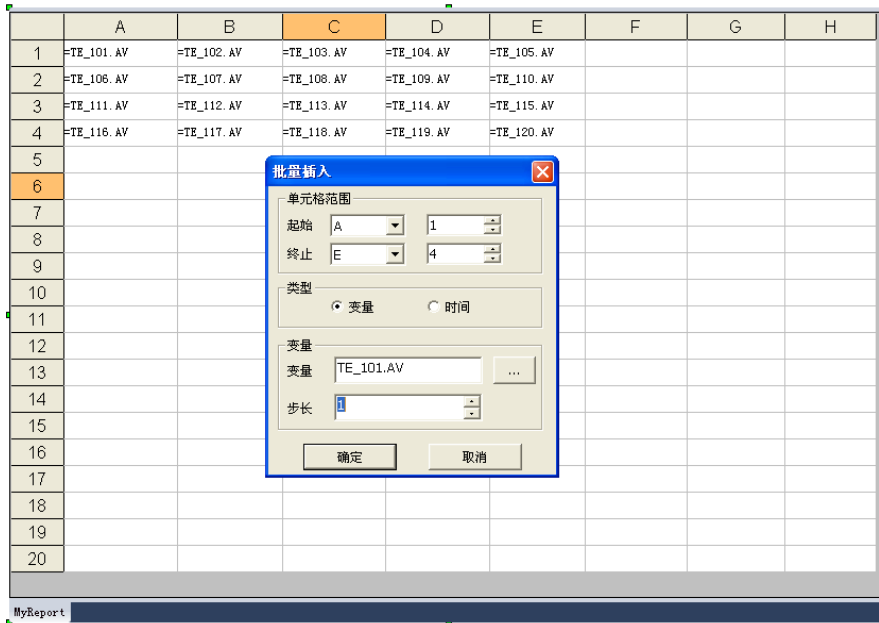 A B C D E F G H
1 =TE_101.AV =TE_102.AV =TE_103.AV =TE_104.AV =TE_105.AV
2 =TE_106.AV =TE_107.AV =TE_108.AV =TE_109.AV =TE_110.AV
3 =TE_111.AV =TE_112.AV =TE_113.AV =TE_114.AV =TE_115.AV
4 =TE_116.AV =TE_117.AV =TE_118.AV =TE_119.AV =TE_120.AV
5
6
7
8
9
10
11
12
13
14
15
16
17
18
19
20
批量插入
单元格范围
起始 A 1
终止 E 4
类型
变量 时间
变量
变量 TE_101.AV ...
步长 1
确定 取消
MyReport